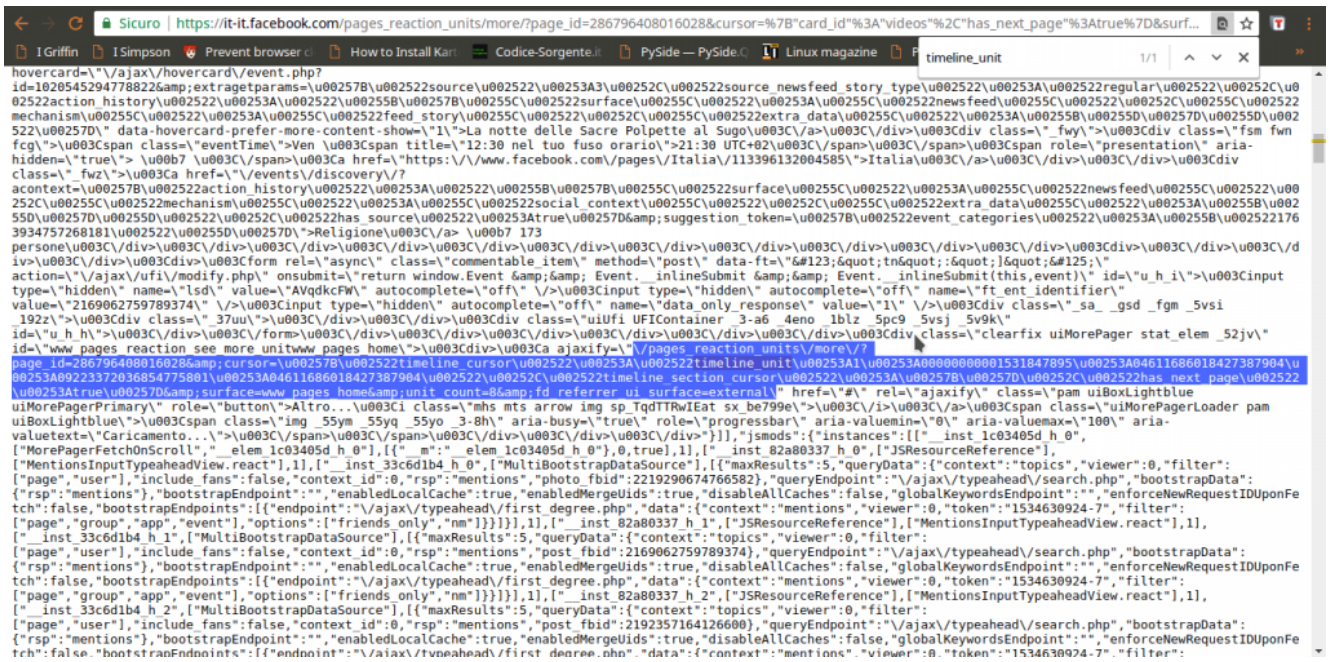 Sicuro | https://it-it.facebook.com/pages_reaction_units/more/?page_id=286796408016028&cursor=%7B"card_id"%3A"videos"%2C"has_next_page"%3Atrue%7D&surf...
I Griffin I Simpson Prevent browser c How to Install Kar Codice-Sorgente.it PySide — PySide.Q Linux magazine P
timeline_unit 1/1
hovercard=\"\/ajax\/hovercard\/event.php?
id=1020545294778822&amp;extragetparams=\u00257B\u002522source\u002522\u00253A3\u00252C\u002522source_newsfeed_story_type\u002522\u00253A\u002522regular\u002522\u00252C\u0
02522action_history\u002522\u00253A\u002522\u00255B\u00257B\u00255C\u002522surface\u00255C\u002522\u00253A\u00255C\u002522newsfeed\u00255C\u002522\u00252C\u00255C\u002522
mechanism\u00255C\u002522\u00253A\u00255C\u002522feed_story\u00255C\u002522\u00252C\u00255C\u002522extra_data\u00255C\u002522\u00253A\u00255B\u00255D\u00257D\u00255D\u002
522\u00257D\" data-hovercard-prefer-more-content-show=\"1\">La notte delle Sacre Polpette al Sugo\u003C\/a>\u003C\/div>\u003Cdiv class=\"_fwy\">\u003Cdiv class=\"fsm fwn
fcg\">\u003Cspan class=\"eventTime\">Ven \u003Cspan title=\"12:30 nel tuo fuso orario\">21:30 UTC+02\u003C\/span>\u003C\/span>\u003Cspan role=\"presentation\" aria-
hidden=\"true\"> \u00b7 \u003C\/span>\u003Ca href=\"https:\/\/www.facebook.com\/pages\/Italia\/113396132004585\">Italia\u003C\/a>\u003C\/div>\u003C\/div>\u003Cdiv
class=\"_fwz\">\u003Ca href=\"\/events\/discovery\/?
acontext=\u00257B\u002522action_history\u002522\u00253A\u002522\u00255B\u00257B\u00255C\u002522surface\u00255C\u002522\u00253A\u00255C\u002522newsfeed\u00255C\u002522\u00
252C\u00255C\u002522mechanism\u00255C\u002522\u00253A\u00255C\u002522social_context\u00255C\u002522\u00252C\u00255C\u002522extra_data\u00255C\u002522\u00253A\u00255B\u002
55D\u00257D\u00255D\u002522\u00252C\u002522has_source\u002522\u00253Atrue\u00257D&amp;suggestion_token=\u00257B\u002522event_categories\u002522\u00253A\u00255B\u002522176
3934757268181\u002522\u00255D\u00257D\">Religione\u003C\/a> \u00b7 173
persone\u003C\/div>\u003C\/div>\u003C\/div>\u003C\/div>\u003C\/div>\u003C\/div>\u003C\/div>\u003C\/div>\u003C\/div>\u003C\/div>\u003C\/div>\u003Cdiv>\u003C\/div>\u003C\/d
iv>\u003C\/div>\u003Cdiv>\u003Cform rel=\"async\" class=\"commentable_item\" method=\"post\" data-ft=\"&#123;&quot;tn&quot;:&quot;]&quot;&#125;\"
action=\"\/ajax\/ufi\/modify.php\" onsubmit=\"return window.Event &amp;&amp; Event.__inlineSubmit &amp;&amp; Event.__inlineSubmit(this,event)\" id=\"u_h_i\">\u003Cinput
type=\"hidden\" name=\"lsd\" value=\"AVqdkcFW\" autocomplete=\"off\" \/>\u003Cinput type=\"hidden\" autocomplete=\"off\" name=\"ft_ent_identifier\"
value=\"2169062759789374\" \/>\u003Cinput type=\"hidden\" autocomplete=\"off\" name=\"data_only_response\" value=\"1\" \/>\u003Cdiv class=\"_sa_ _gsd _fgm _5vsi
_192z\">\u003Cdiv class=\"_37uu\">\u003C\/div>\u003Cdiv class=\"uiUfi UFIContainer _3-a6 _4eno _1blz _5pc9 _5vsj _5v9k\"
id=\"u_h_h\">\u003C\/div>\u003C\/form>\u003C\/div>\u003C\/div>\u003C\/div>\u003C\/div>\u003C\/div>\u003C\/div>\u003Cdiv class=\"clearfix uiMorePager stat_elem _52jv\"
id=\"www_pages_reaction_see_more_unitwww_pages_home\">\u003Cdiv>\u003Ca ajaxify=\"\/pages_reaction_units\/more\/?
page_id=286796408016028&amp;cursor=\u00257B\u002522timeline_cursor\u002522\u00253A\u002522timeline_unit\u00253A1\u00253A00000000001531847895\u00253A04611686018427387904\u
00253A09223372036854775801\u00253A04611686018427387904\u002522\u00252C\u002522timeline_section_cursor\u002522\u00253A\u00257B\u00257D\u00252C\u002522has_next_page\u002522
\u00253Atrue\u00257D&amp;surface=www_pages_home&amp;unit_count=8&amp;fd_referrer_ui_surface=external\" href=\"#\" rel=\"ajaxify\" class=\"pam uiBoxLightblue
uiMorePagerPrimary\" role=\"button\">Altro...\u003Ci class=\"mhs mts arrow img sp_TqdTTRwIEat sx_be799e\">\u003C\/i>\u003C\/a>\u003Cspan class=\"uiMorePagerLoader pam
uiBoxLightblue\">\u003Cspan class=\"img _55ym _55yq _55yo _3-8h\" aria-busy=\"true\" role=\"progressbar\" aria-valuemin=\"0\" aria-valuemax=\"100\" aria-
valuetext=\"Caricamento...\">\u003C\/span>\u003C\/span>\u003C\/div>\u003C\/div>\u003C\/div>"}]],"jsmods":{"instances":[["__inst_1c03405d_h_0",
["MorePagerFetchOnScroll","__elem_1c03405d_h_0"],[{"__m":"__elem_1c03405d_h_0"},0,true],1],["__inst_82a80337_h_0",["JSResourceReference"],
["MentionsInputTypeaheadView.react"],1],["__inst_33c6d1b4_h_0",["MultiBootstrapDataSource"],[{"maxResults":5,"queryData":{"context":"topics","viewer":0,"filter":
["page","user"],"include_fans":false,"context_id":0,"rsp":"mentions","photo_fbid":2219290674766582},"queryEndpoint":"\/ajax\/typeahead\/search.php","bootstrapData":
{"rsp":"mentions"},"bootstrapEndpoint":"","enabledLocalCache":true,"enabledMergeUids":true,"disableAllCaches":false,"globalKeywordsEndpoint":"","enforceNewRequestIDUponFe
tch":false,"bootstrapEndpoints":[{"endpoint":"\/ajax\/typeahead\/first_degree.php","data":{"context":"mentions","viewer":0,"token":"1534630924-7","filter":
["page","group","app","event"],"options":["friends_only","nm"]}}]}],1],["__inst_82a80337_h_1",["JSResourceReference"],["MentionsInputTypeaheadView.react"],1],
["__inst_33c6d1b4_h_1",["MultiBootstrapDataSource"],[{"maxResults":5,"queryData":{"context":"topics","viewer":0,"filter":
["page","user"],"include_fans":false,"context_id":0,"rsp":"mentions","post_fbid":2169062759789374},"queryEndpoint":"\/ajax\/typeahead\/search.php","bootstrapData":
{"rsp":"mentions"},"bootstrapEndpoint":"","enabledLocalCache":true,"enabledMergeUids":true,"disableAllCaches":false,"globalKeywordsEndpoint":"","enforceNewRequestIDUponFe
tch":false,"bootstrapEndpoints":[{"endpoint":"\/ajax\/typeahead\/first_degree.php","data":{"context":"mentions","viewer":0,"token":"1534630924-7","filter":
["page","group","app","event"],"options":["friends_only","nm"]}}]}],1],["__inst_82a80337_h_2",["JSResourceReference"],["MentionsInputTypeaheadView.react"],1],
["__inst_33c6d1b4_h_2",["MultiBootstrapDataSource"],[{"maxResults":5,"queryData":{"context":"topics","viewer":0,"filter":
["page","user"],"include_fans":false,"context_id":0,"rsp":"mentions","post_fbid":2192357164126600},"queryEndpoint":"\/ajax\/typeahead\/search.php","bootstrapData":
{"rsp":"mentions"},"bootstrapEndpoint":"","enabledLocalCache":true,"enabledMergeUids":true,"disableAllCaches":false,"globalKeywordsEndpoint":"","enforceNewRequestIDUponFe
tch":false,"bootstrapEndpoints":[{"endpoint":"\/ajax\/typeahead\/first_degree.php","data":{"context":"mentions","viewer":0,"token":"1534630924-7","filter":